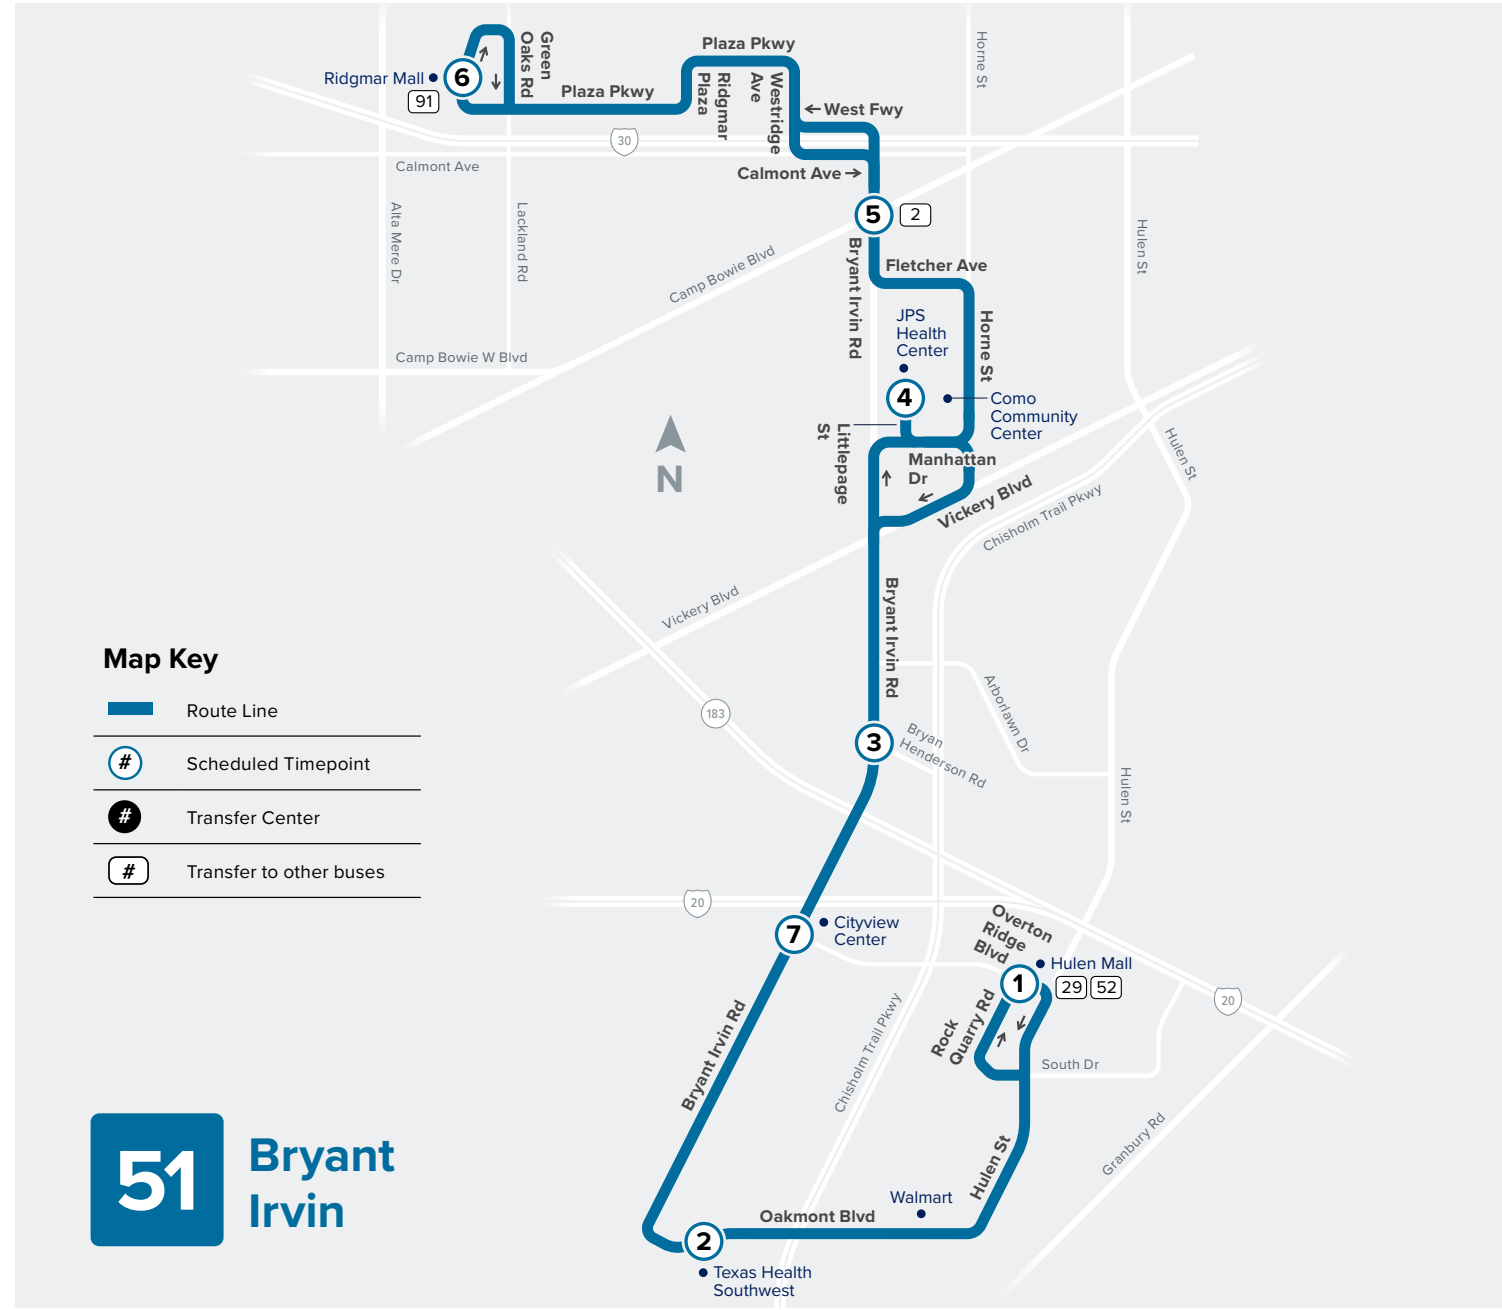 Plaza Pkwy
Green
Oaks Rd
Horne St
Ridgmar Mall
6
91
Plaza Pkwy
Ridgmar
Plaza
Westridge
Ave
West Fwy
30
Calmont Ave
Calmont Ave
Alta Mere Dr
Lackland Rd
5
2
Hulen St
Camp Bowie Blvd
Bryant Irvin Rd
Fletcher Ave
JPS
Health
Center
Horne St
Camp Bowie W Blvd
4
Como
Community
Center
Littlepage
St
N
Manhattan
Dr
Hulen St
Vickery Blvd
Chisholm Trail Pkwy
Vickery Blvd
Bryant Irvin Rd
183
Arborlawn Dr
3
Bryan
Henderson Rd
Hulen St
Map Key
Route Line
#
Scheduled Timepoint
#
Transfer Center
#
Transfer to other buses
20
7
Cityview
Center
Overton
Ridge
Blvd
Hulen Mall
1
29
52
20
Rock
Quarry Rd
Bryant Irvin Rd
Chisholm Trail Pkwy
South Dr
Granbury Rd
Hulen St
51
Bryant
Irvin
Walmart
Oakmont Blvd
2
Texas Health
Southwest